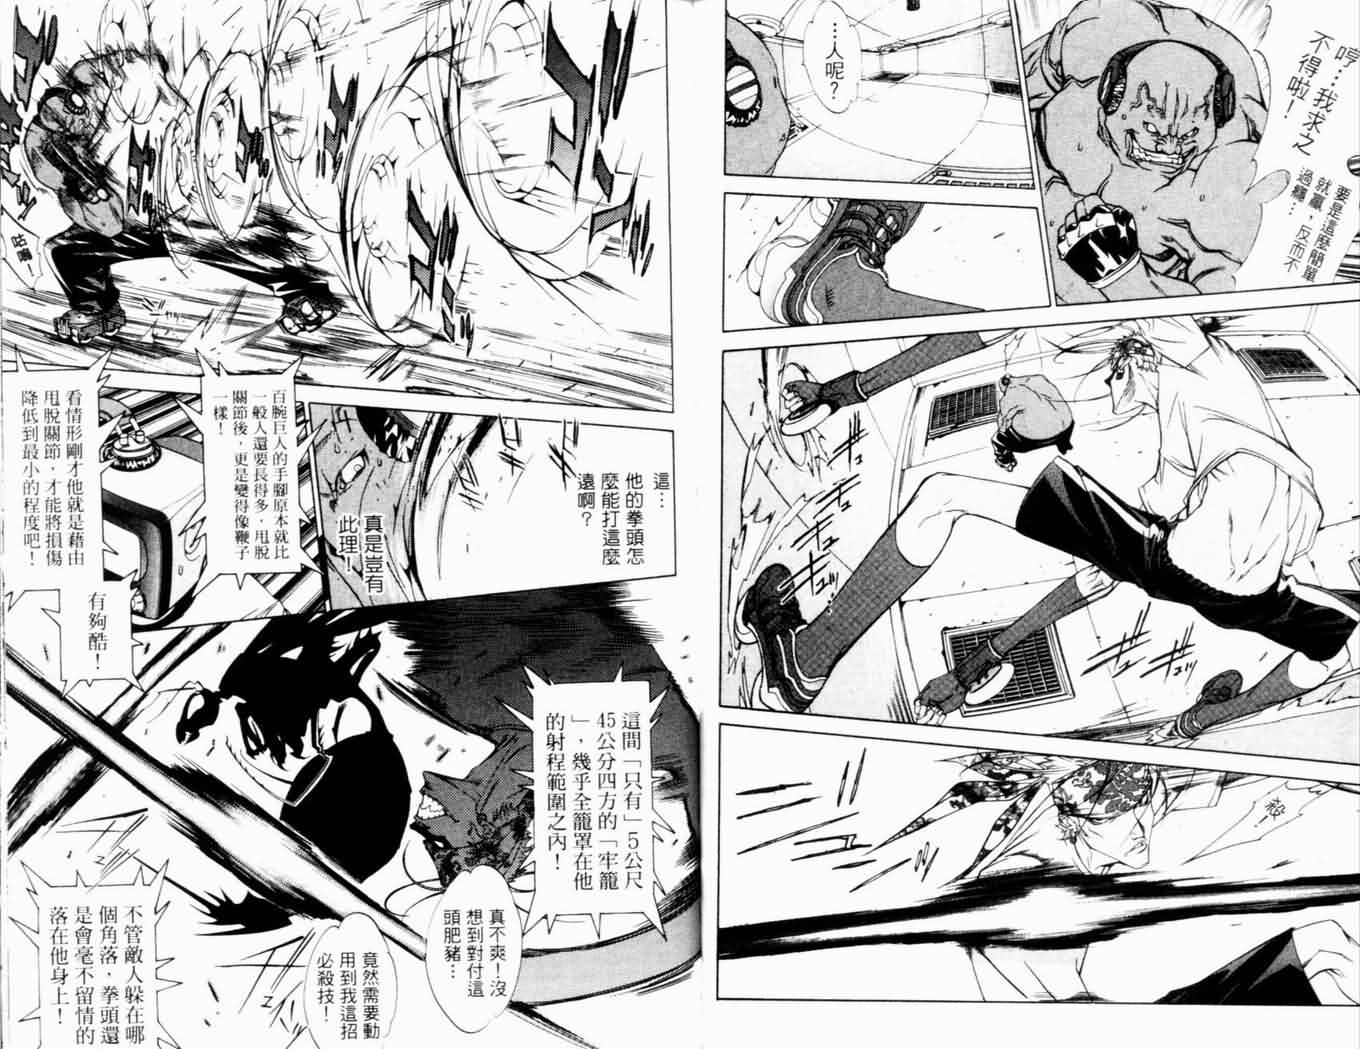 哼…我求之
不得啦！
要是這麼簡單
就贏，反而不
過癮…
…人呢？
殺！
咕嚕！
百腕巨人的手腳原本就比
一般人還要長得多，甩脫
關節後，更是變得像鞭子
一樣！
看情形剛才他就是藉由
甩脫關節，才能將損傷
降低到最小的程度吧！
這…
他的拳頭怎
麼能打這麼
遠啊？
真是豈有
此理！
有夠酷！
這間「只有」5公尺
45公分四方的「牢籠
」，幾乎全籠罩在他
的射程範圍之內！
真不爽！沒
想到對付這
頭肥豬…
竟然需要動
用到我這招
必殺技！
不管敵人躲在哪
個角落，拳頭還
是會毫不留情的
落在他身上！